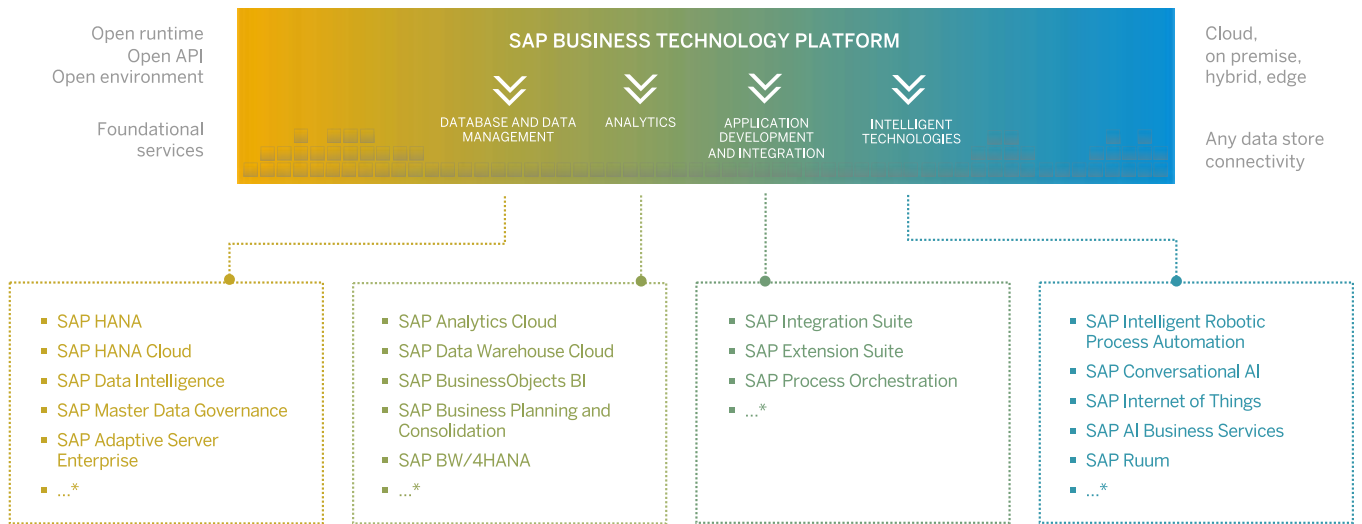 Open runtime
Open API
Open environment
Foundational
services
SAP BUSINESS TECHNOLOGY PLATFORM
DATABASE AND DATA
MANAGEMENT
ANALYTICS
APPLICATION
DEVELOPMENT
AND INTEGRATION
INTELLIGENT
TECHNOLOGIES
Cloud,
on premise,
hybrid, edge
Any data store
connectivity
SAP HANA
SAP HANA Cloud
SAP Data Intelligence
SAP Master Data Governance
SAP Adaptive Server
Enterprise
...*
SAP Analytics Cloud
SAP Data Warehouse Cloud
SAP BusinessObjects BI
SAP Business Planning and
Consolidation
SAP BW/4HANA
...*
SAP Integration Suite
SAP Extension Suite
SAP Process Orchestration
...*
SAP Intelligent Robotic
Process Automation
SAP Conversational AI
SAP Internet of Things
SAP AI Business Services
SAP Ruum
...*